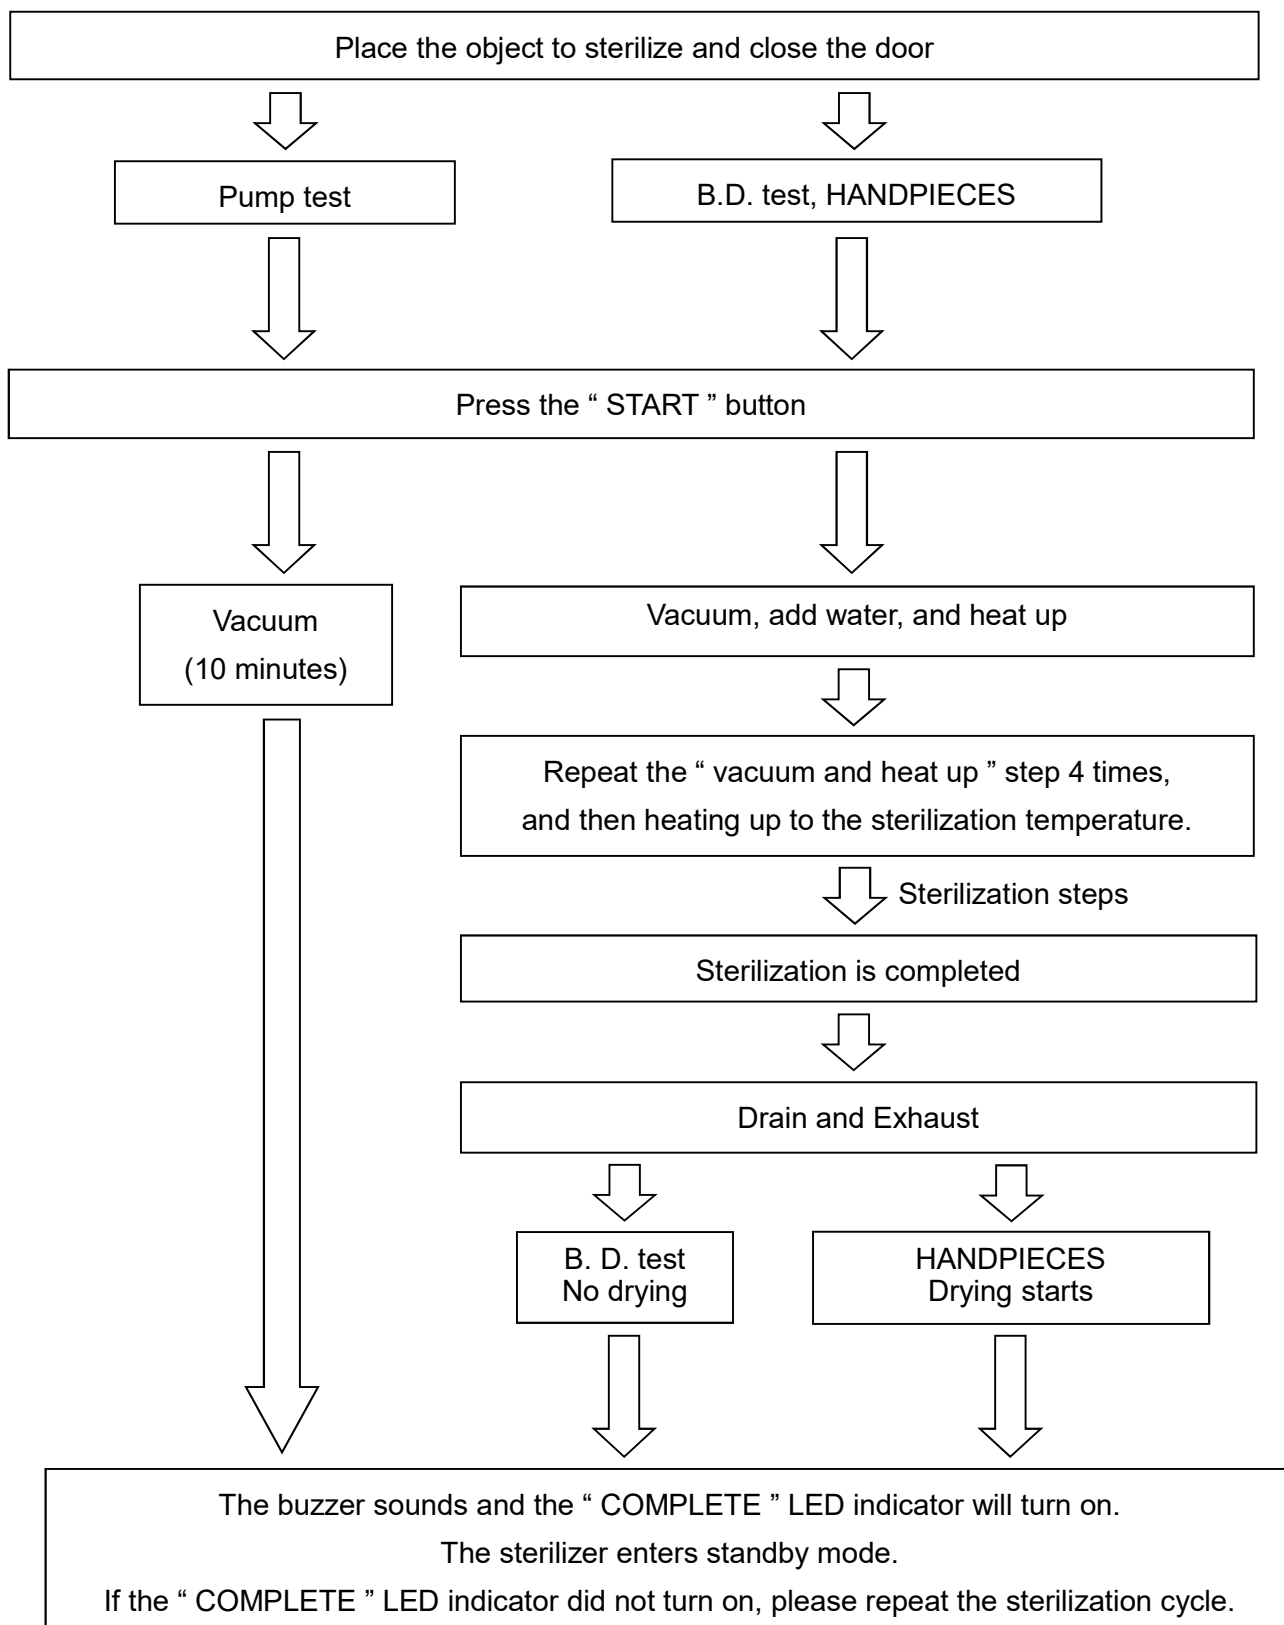 Place the object to sterilize and close the door
Pump test
B.D. test, HANDPIECES
Press the “ START ” button
Vacuum
(10 minutes)
Vacuum, add water, and heat up
Repeat the “ vacuum and heat up ” step 4 times,
and then heating up to the sterilization temperature.
Sterilization steps
Sterilization is completed
Drain and Exhaust
B. D. test
No drying
HANDPIECES
Drying starts
The buzzer sounds and the “ COMPLETE ” LED indicator will turn on.
The sterilizer enters standby mode.
If the “ COMPLETE ” LED indicator did not turn on, please repeat the sterilization cycle.